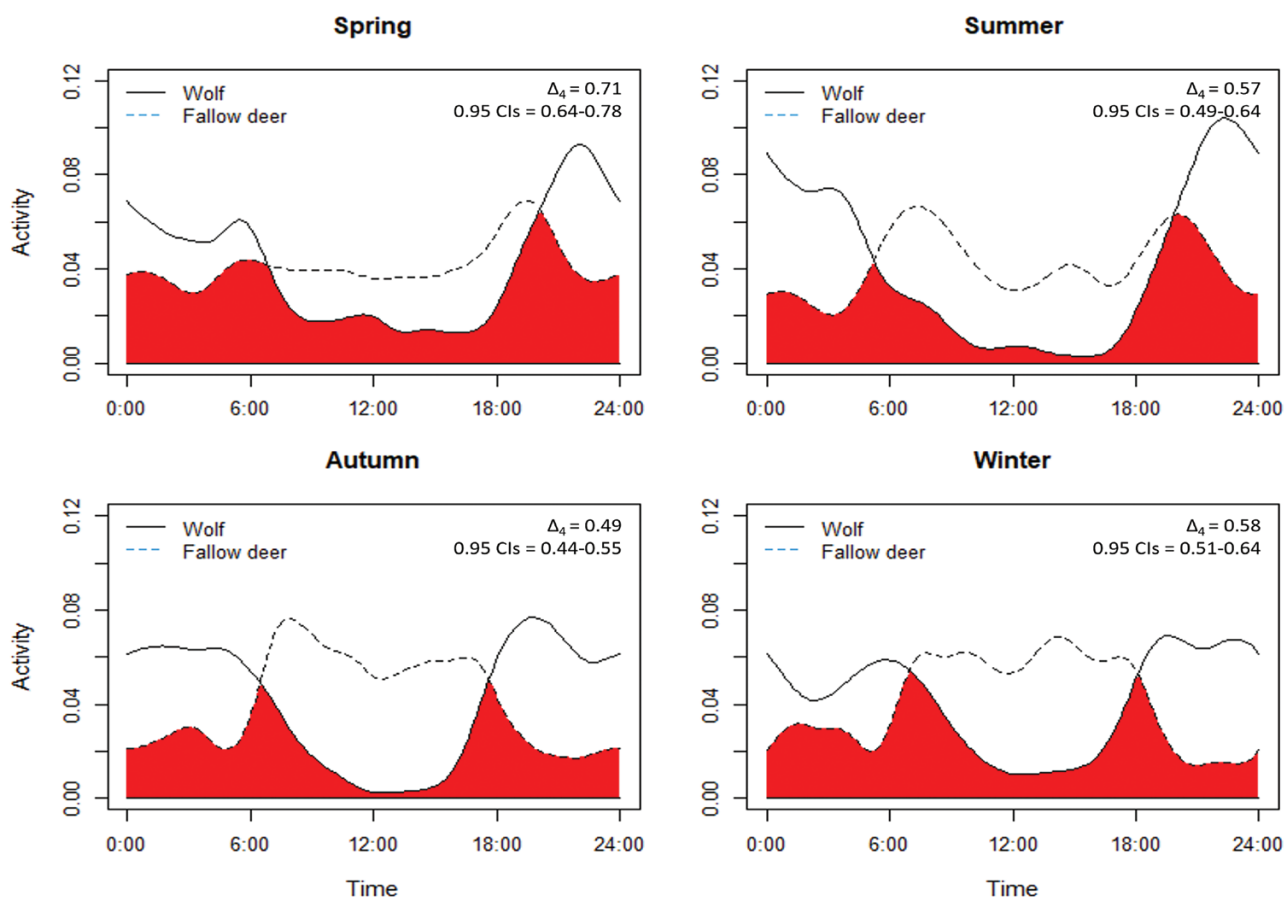 Spring
0.12
0.08
0.04
0.00
Activity
Wolf
Fallow deer
Δ4 = 0.71
0.95 CIs = 0.64-0.78
0:00 6:00 12:00 18:00 24:00
Summer
0.12
0.08
0.04
0.00
Wolf
Fallow deer
Δ4 = 0.57
0.95 CIs = 0.49-0.64
0:00 6:00 12:00 18:00 24:00
Autumn
0.12
0.08
0.04
0.00
Activity
Wolf
Fallow deer
Δ4 = 0.49
0.95 CIs = 0.44-0.55
0:00 6:00 12:00 18:00 24:00
Time
Winter
0.12
0.08
0.04
0.00
Wolf
Fallow deer
Δ4 = 0.58
0.95 CIs = 0.51-0.64
0:00 6:00 12:00 18:00 24:00
Time